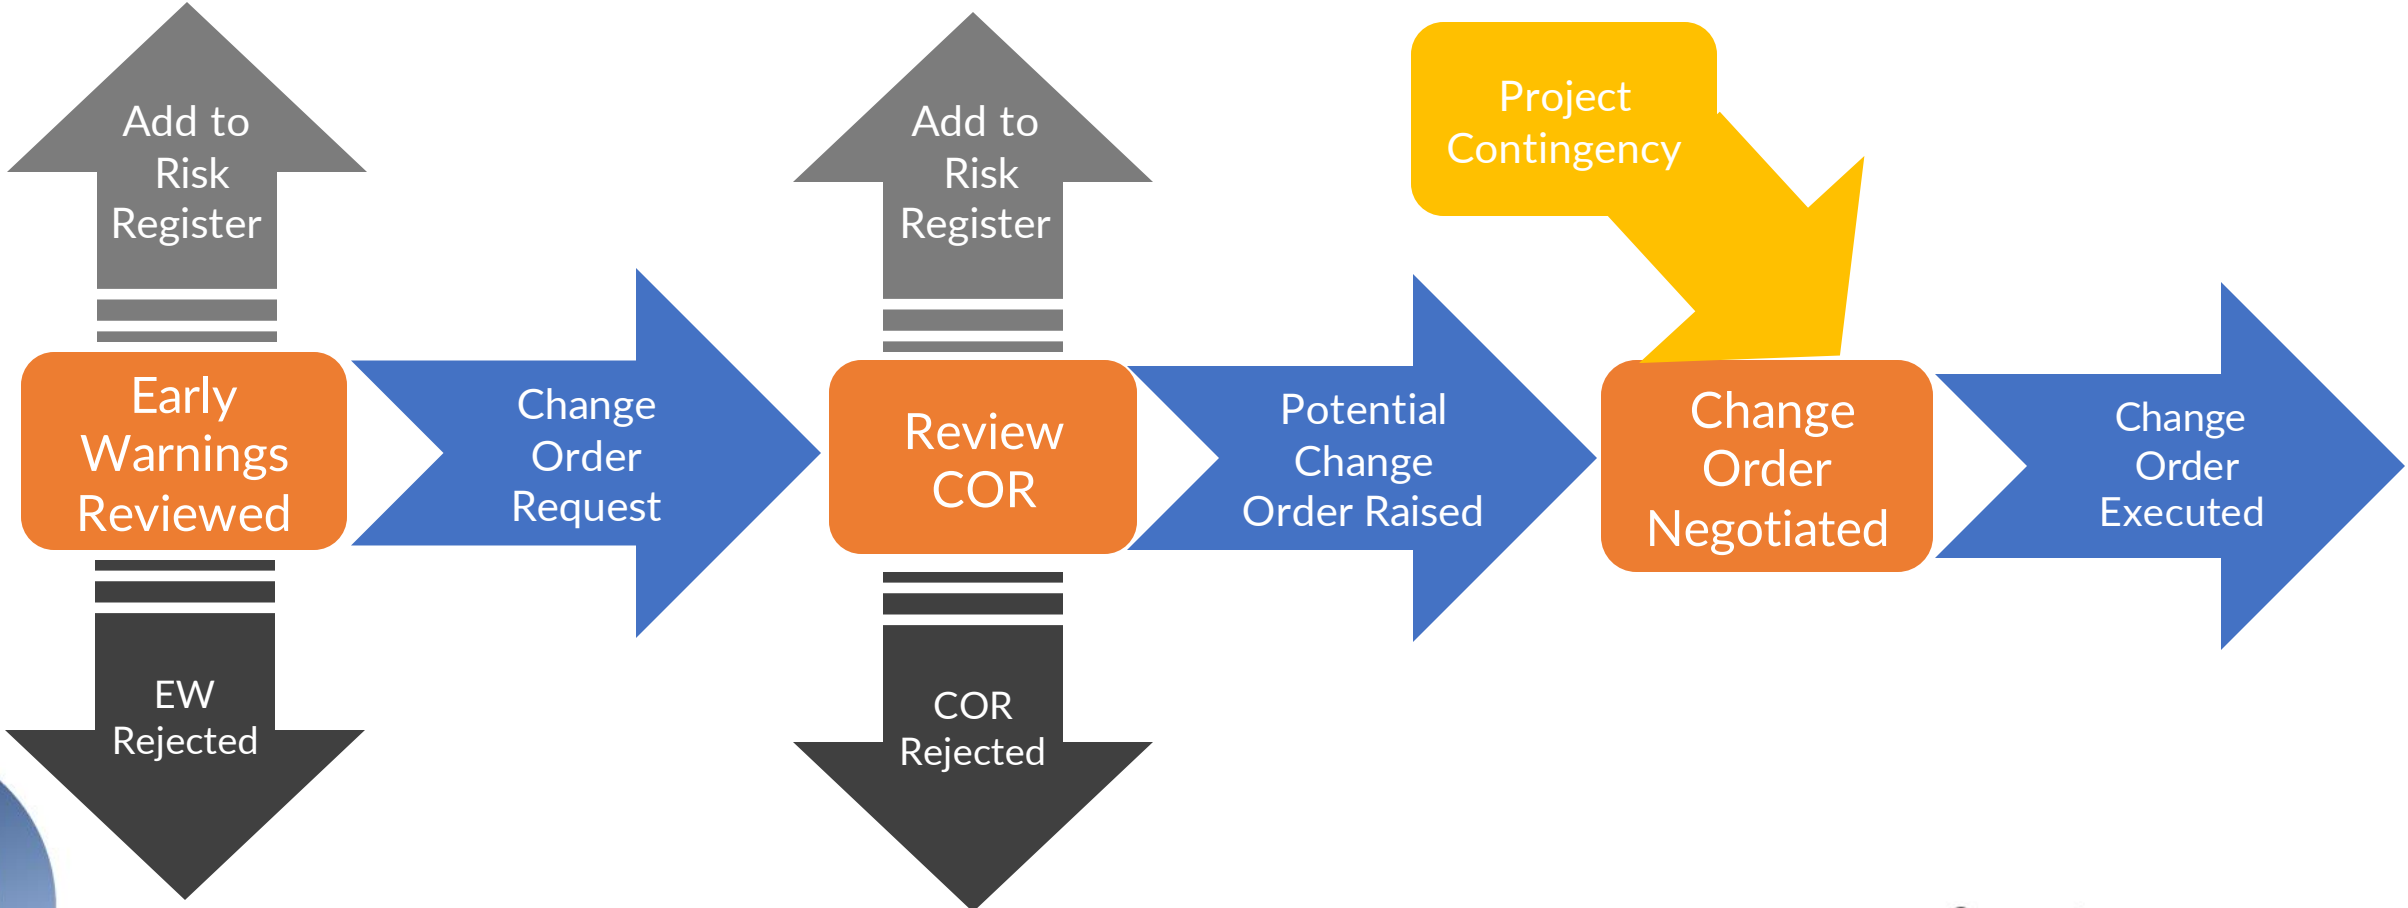 Add to
Risk
Register
Add to
Risk
Register
Project
Contingency
Early
Warnings
Reviewed
Change
Order
Request
Review
COR
Potential
Change
Order Raised
Change
Order
Negotiated
Change
Order
Executed
EW
Rejected
COR
Rejected